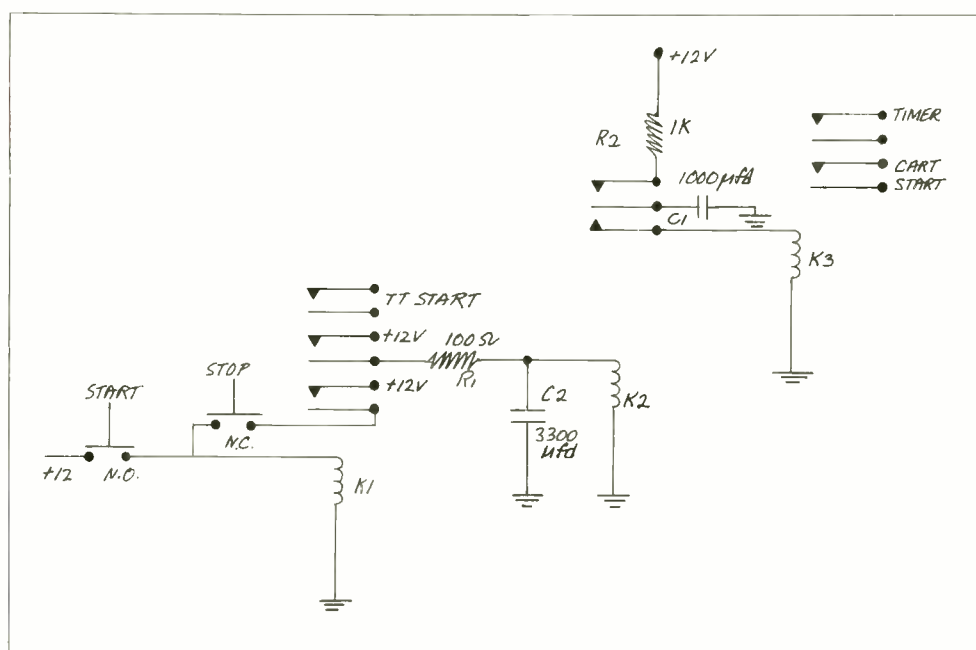 +12V
R2
1K
TIMER
1000µfd
CART
START
C1
K3
TT START
+12V
100Ω
R1
+12V
STOP
START
C2
K2
3300
µfd
N.C.
+12
N.O.
K1